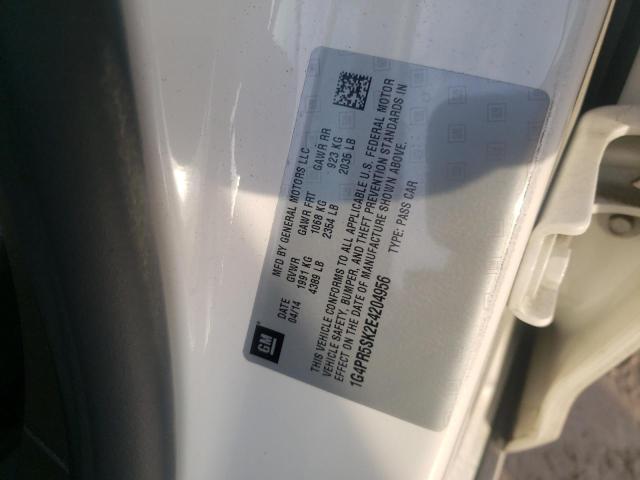 GM
MFD BY GENERAL MOTORS LLC
DATE GVWR GAWR FRT GAWR RR
04/14 1991 KG 1068 KG 923 KG
4389 LB 2354 LB 2035 LB
THIS VEHICLE CONFORMS TO ALL APPLICABLE U.S. FEDERAL MOTOR
VEHICLE SAFETY, BUMPER, AND THEFT PREVENTION STANDARDS IN
EFFECT ON THE DATE OF MANUFACTURE SHOWN ABOVE.
TYPE: PASS CAR
1G4PR5SK2E4204956